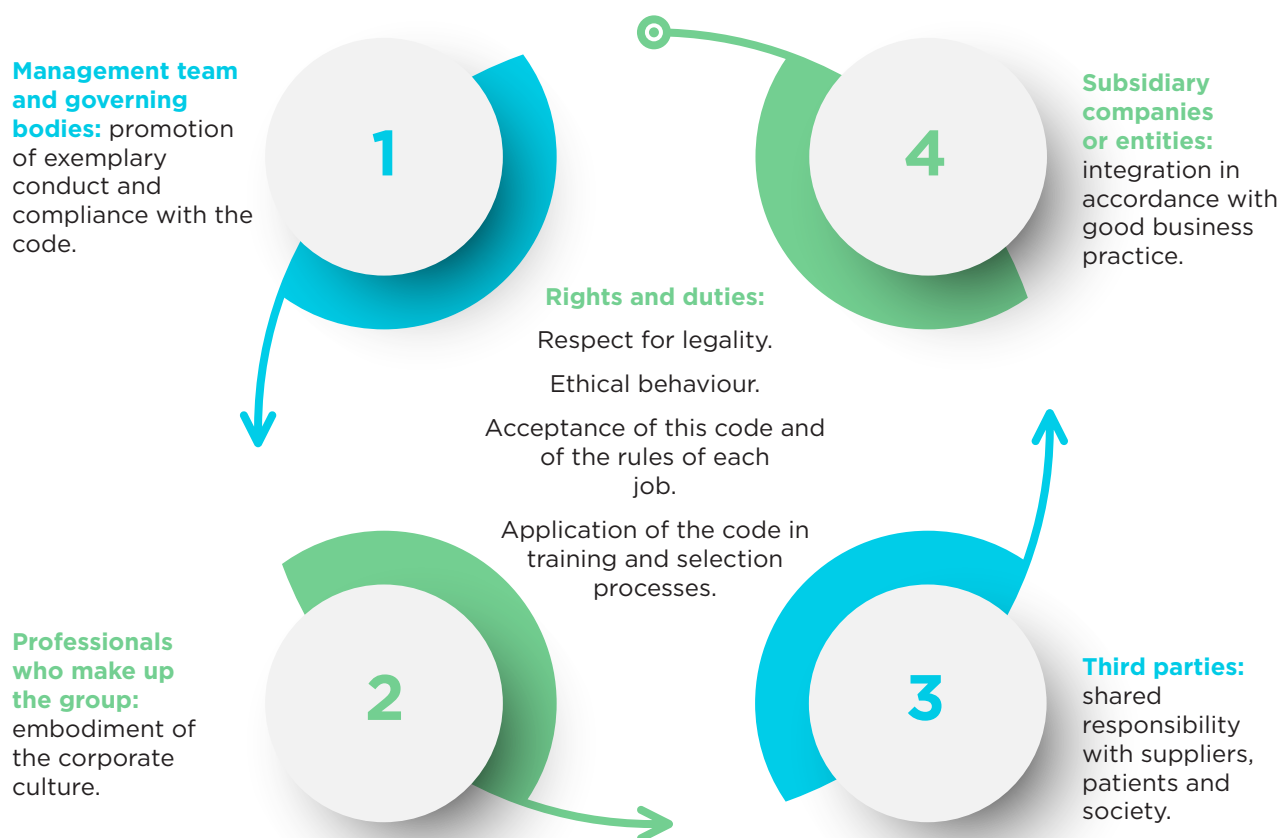 Management team
and governing
bodies: promotion
of exemplary
conduct and
compliance with the
code.
1
4
Subsidiary
companies
or entities:
integration in
accordance with
good business
practice.
Rights and duties:
Respect for legality.
Ethical behaviour.
Acceptance of this code and
of the rules of each
job.
Application of the code in
training and selection
processes.
Professionals
who make up
the group:
embodiment of
the corporate
culture.
2
3
Third parties:
shared
responsibility
with suppliers,
patients and
society.